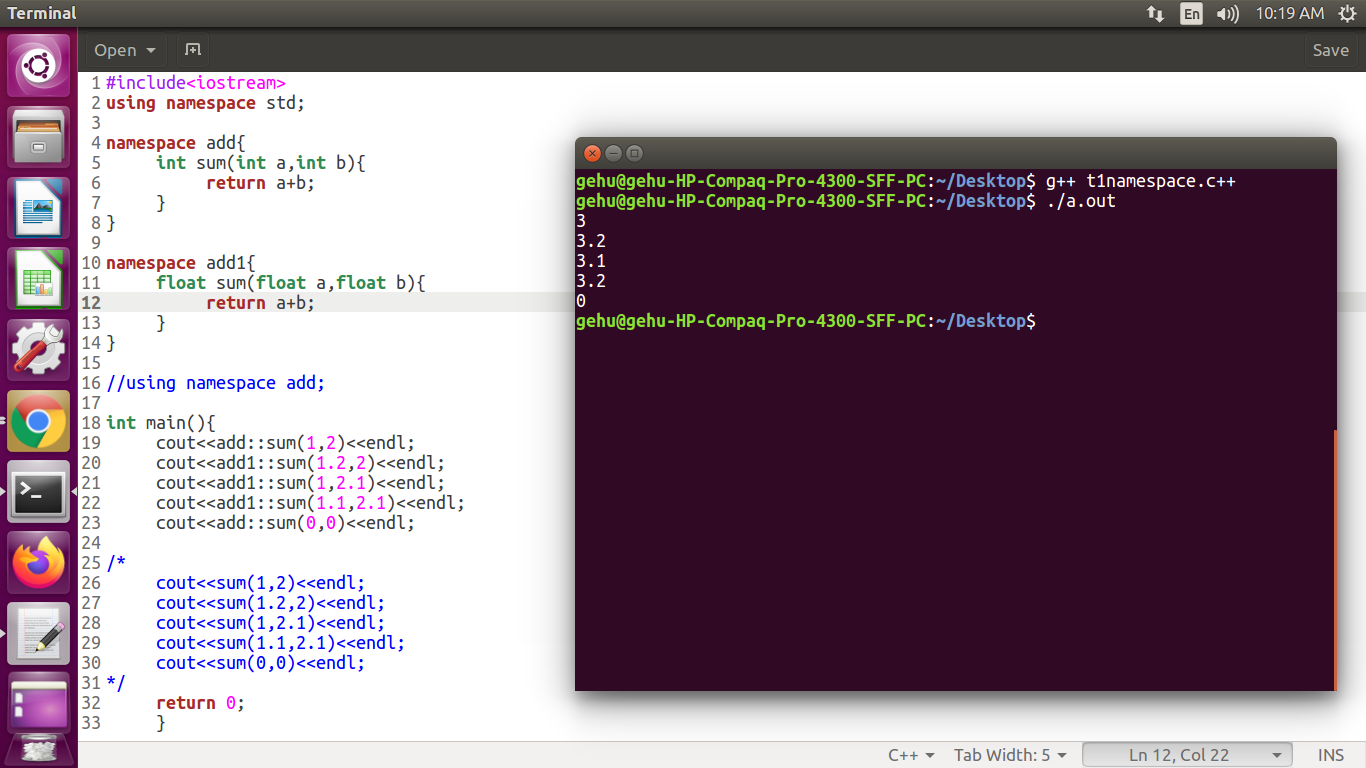 Terminal
En
10:19 AM
Open
Save
1 #include<iostream>
2 using namespace std;
3
4 namespace add{
5 int sum(int a,int b){
6 return a+b;
7 }
8 }
9
10 namespace add1{
11 float sum(float a,float b){
12 return a+b;
13 }
14 }
15
16 //using namespace add;
17
18 int main(){
19 cout<<add::sum(1,2)<<endl;
20 cout<<add1::sum(1.2,2)<<endl;
21 cout<<add1::sum(1,2.1)<<endl;
22 cout<<add1::sum(1.1,2.1)<<endl;
23 cout<<add::sum(0,0)<<endl;
24
25 /*
26 cout<<sum(1,2)<<endl;
27 cout<<sum(1.2,2)<<endl;
28 cout<<sum(1,2.1)<<endl;
29 cout<<sum(1.1,2.1)<<endl;
30 cout<<sum(0,0)<<endl;
31 */
32 return 0;
33 }
gehu@gehu-HP-Compaq-Pro-4300-SFF-PC:~/Desktop$ g++ t1namespace.c++
gehu@gehu-HP-Compaq-Pro-4300-SFF-PC:~/Desktop$ ./a.out
3
3.2
3.1
3.2
0
gehu@gehu-HP-Compaq-Pro-4300-SFF-PC:~/Desktop$
C++ Tab Width: 5 Ln 12, Col 22 INS